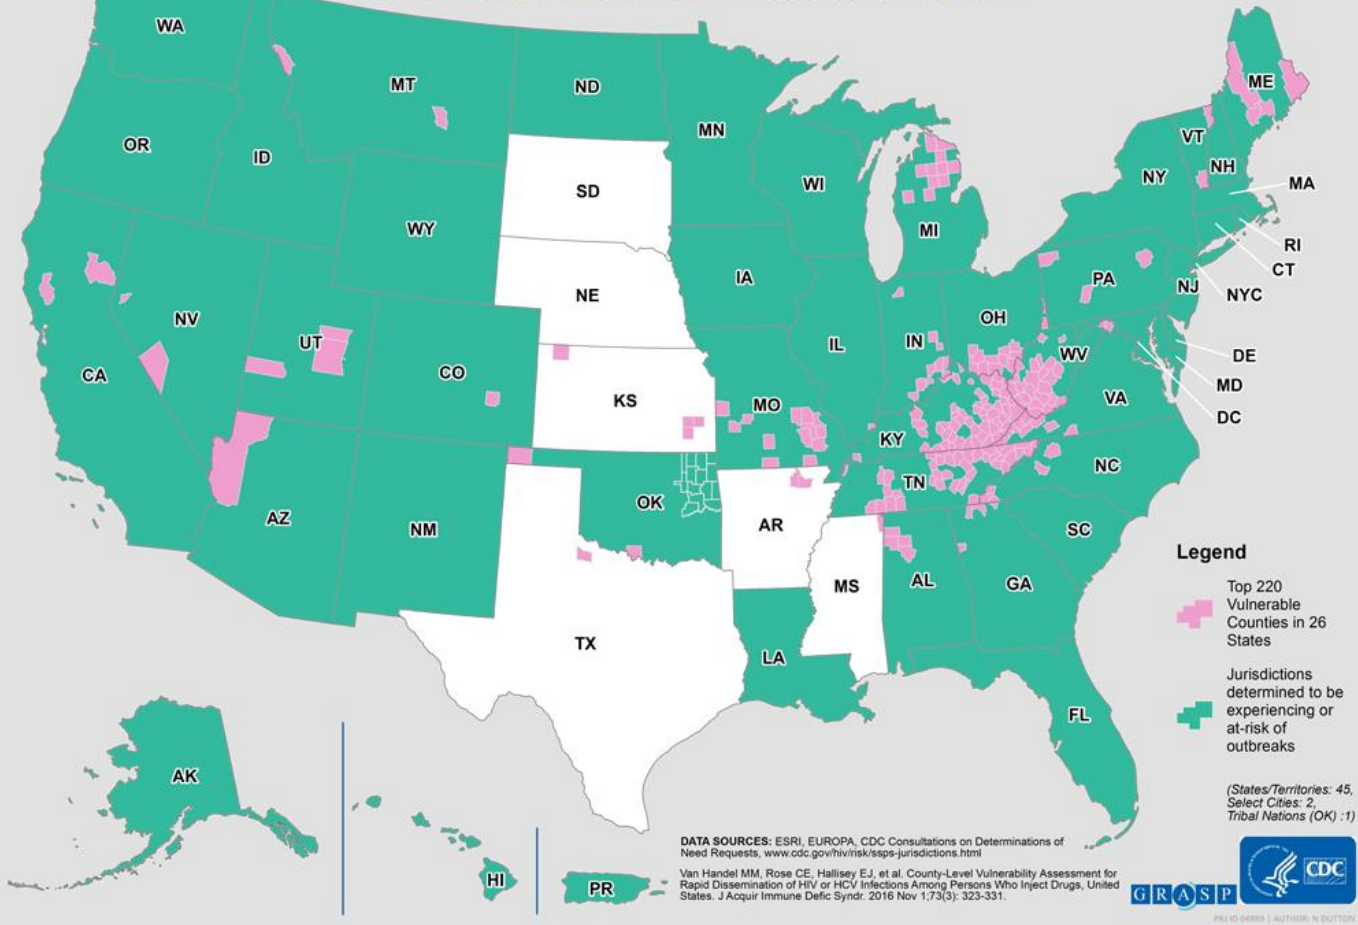 WA
MT
ND
MN
OR
ID
WI
SD
WY
MI
NY
VT
NH
ME
MA
RI
CT
NYC
NJ
PA
IA
NE
NV
UT
CO
CA
IL
IN
OH
WV
DE
MD
DC
VA
KS
MO
KY
NC
TN
OK
AZ
NM
AR
SC
MS
AL
GA
TX
LA
FL
AK
HI
PR
Legend
Top 220
Vulnerable
Counties in 26
States
Jurisdictions
determined to be
experiencing or
at-risk of
outbreaks
(States/Territories: 45,
Select Cities: 2,
Tribal Nations (OK) :1)
DATA SOURCES: ESRI, EUROPA, CDC Consultations on Determinations of
Need Requests, www.cdc.gov/hiv/risk/ssps-jurisdictions.html
Van Handel MM, Rose CE, Hallisey EJ, et al. County-Level Vulnerability Assessment for
Rapid Dissemination of HIV or HCV Infections Among Persons Who Inject Drugs, United
States. J Acquir Immune Defic Syndr. 2016 Nov 1;73(3): 323-331.
GRASP
CDC
AUTHOR: N DUTTON